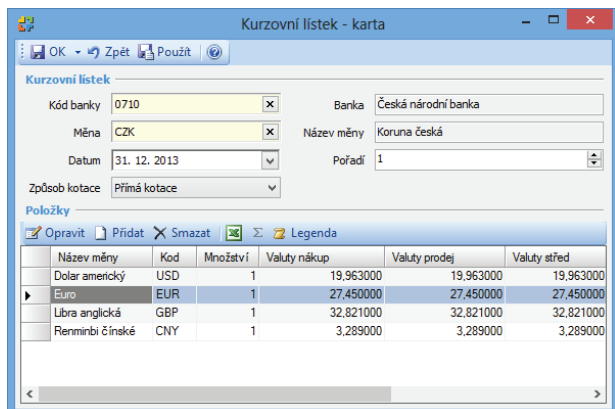 Kurzovní lístek - karta
OK Zpět Použít
Kurzovní lístek
Kód banky 0710 Banka Česká národní banka
Měna CZK Název měny Koruna česká
Datum 31. 12. 2013 Pořadí 1
Způsob kotace Přímá kotace
Položky
Opravit Přidat Smazat Σ Legenda
Název měny Kod Množství Valuty nákup Valuty prodej Valuty střed
Dolar americký USD 1 19,963000 19,963000 19,963000
Euro EUR 1 27,450000 27,450000 27,450000
Libra anglická GBP 1 32,821000 32,821000 32,821000
Renminbi čínské CNY 1 3,289000 3,289000 3,289000